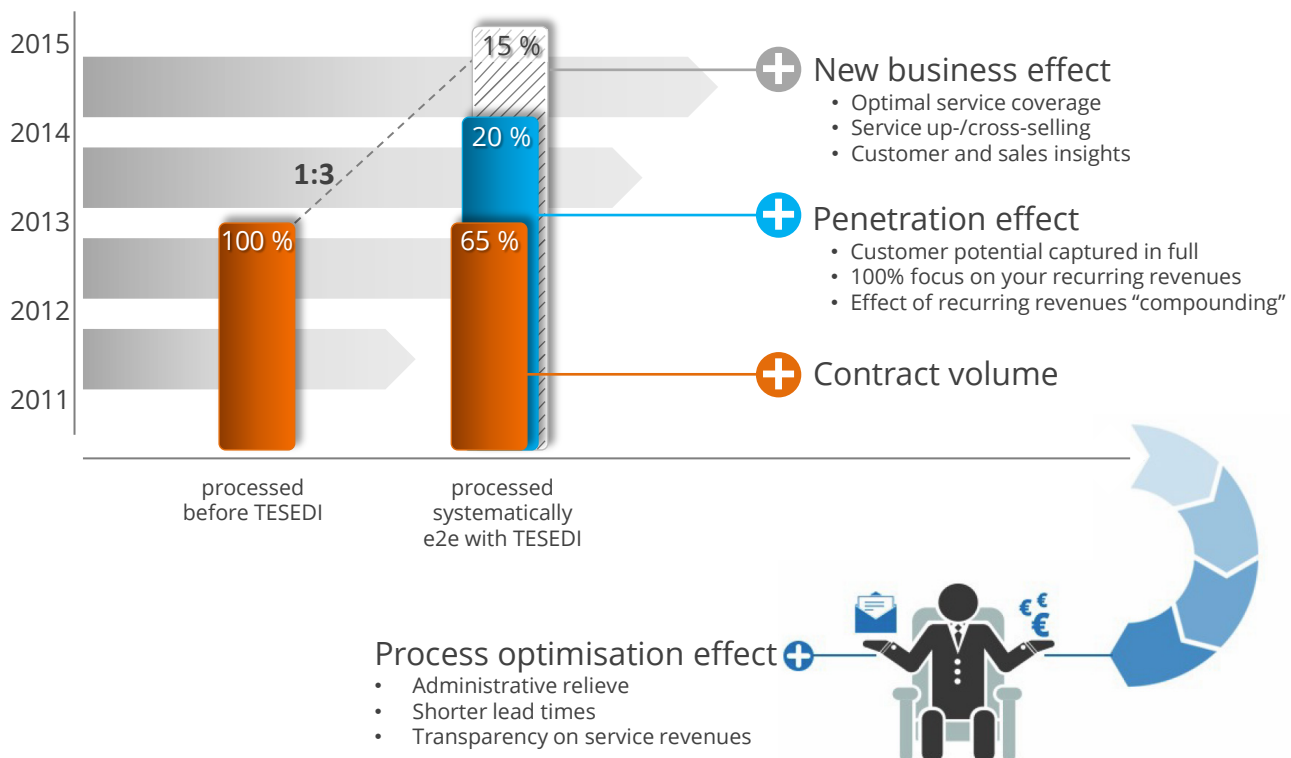 2015
2014
2013
2012
2011
1:3
100 %
15 %
20 %
65 %
processed
before TESEDI
processed
systematically
e2e with TESEDI
New business effect
• Optimal service coverage
• Service up-/cross-selling
• Customer and sales insights
Penetration effect
• Customer potential captured in full
• 100% focus on your recurring revenues
• Effect of recurring revenues “compounding”
Contract volume
€ €
€
Process optimisation effect
• Administrative relieve
• Shorter lead times
• Transparency on service revenues